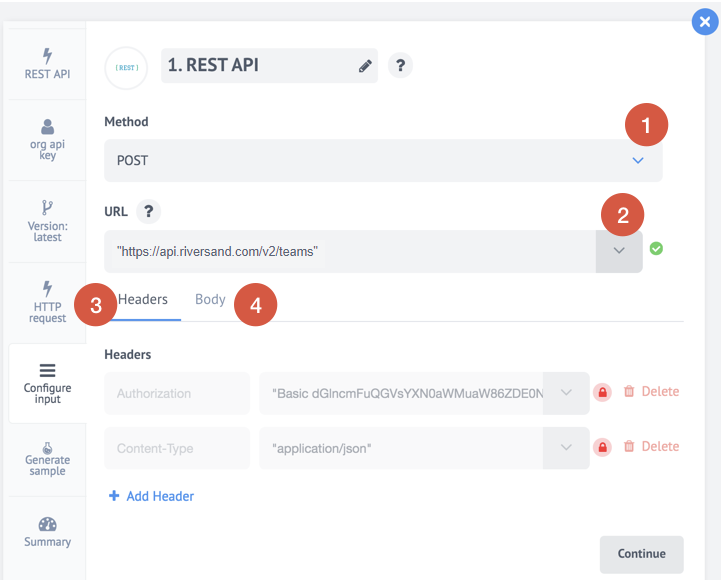 REST API
org api
key
Version:
latest
HTTP
request
Configure
input
Generate
sample
Summary
{REST}
1. REST API
?
Method
1
POST
URL
?
2
"https://api.riversand.com/v2/teams"
3
Headers
Body
4
Headers
Authorization
"Basic dGlncmFuQGVsYXN0aWMuaW86ZDE0N
Delete
Content-Type
"application/json"
Delete
+ Add Header
Continue